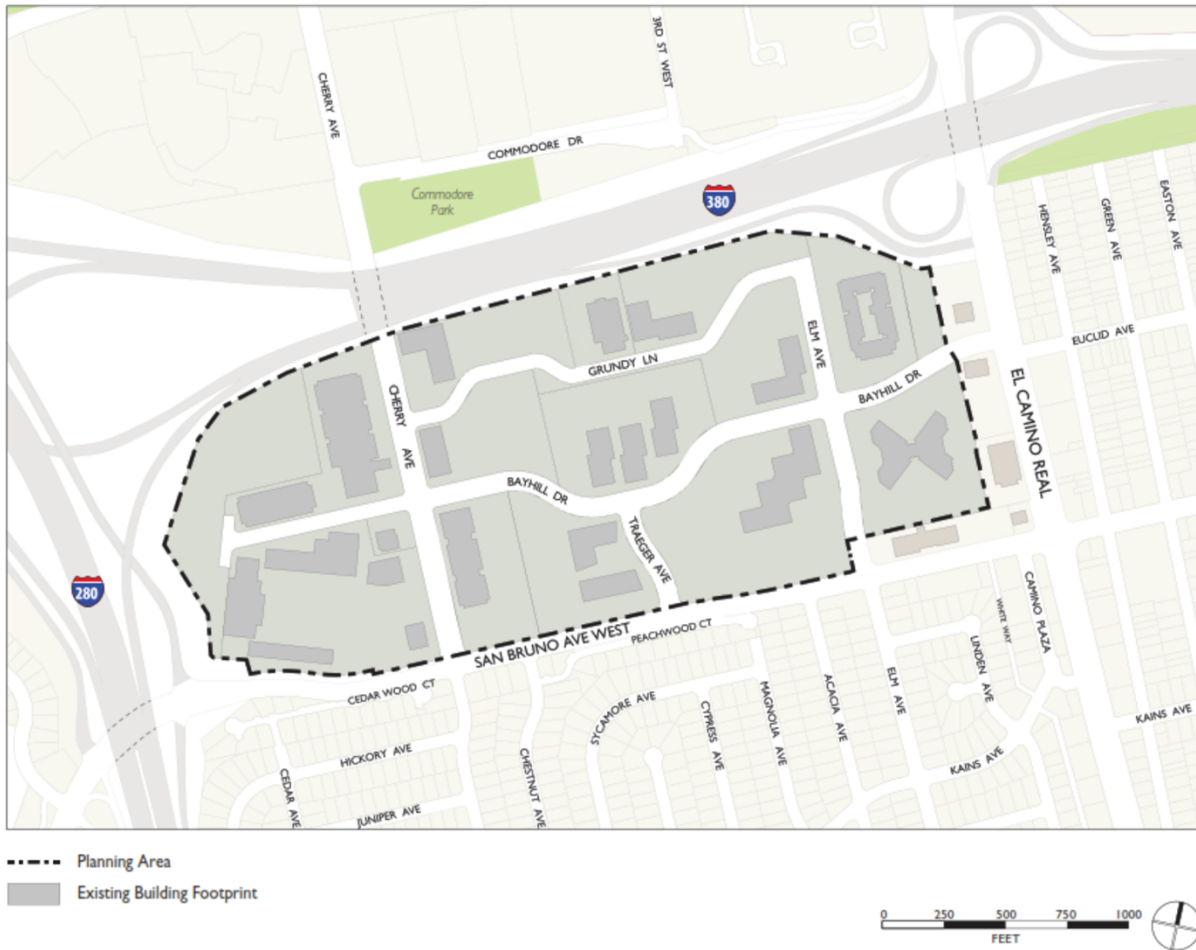 CHERRY AVE
3RD ST WEST
COMMODORE DR
Commodore
Park
380
HENSLEY AVE
GREEN AVE
EASTON AVE
EUCLID AVE
GRUNDY LN
ELM AVE
BAYHILL DR
EL CAMINO REAL
CHERRY AVE
BAYHILL DR
TRAEGER AVE
280
SAN BRUNO AVE WEST
PEACHWOOD CT
CEDAR WOOD CT
HICKORY AVE
CEDAR AVE
JUNIPER AVE
CHESTNUT AVE
SYCAMORE AVE
CYPRESS AVE
MAGNOLIA AVE
ACACIA AVE
ELM AVE
LINDEN AVE
WHITE WAY
CAMINO PLAZA
KAINS AVE
KAINS AVE
Planning Area
Existing Building Footprint
0 250 500 750 1000
FEET